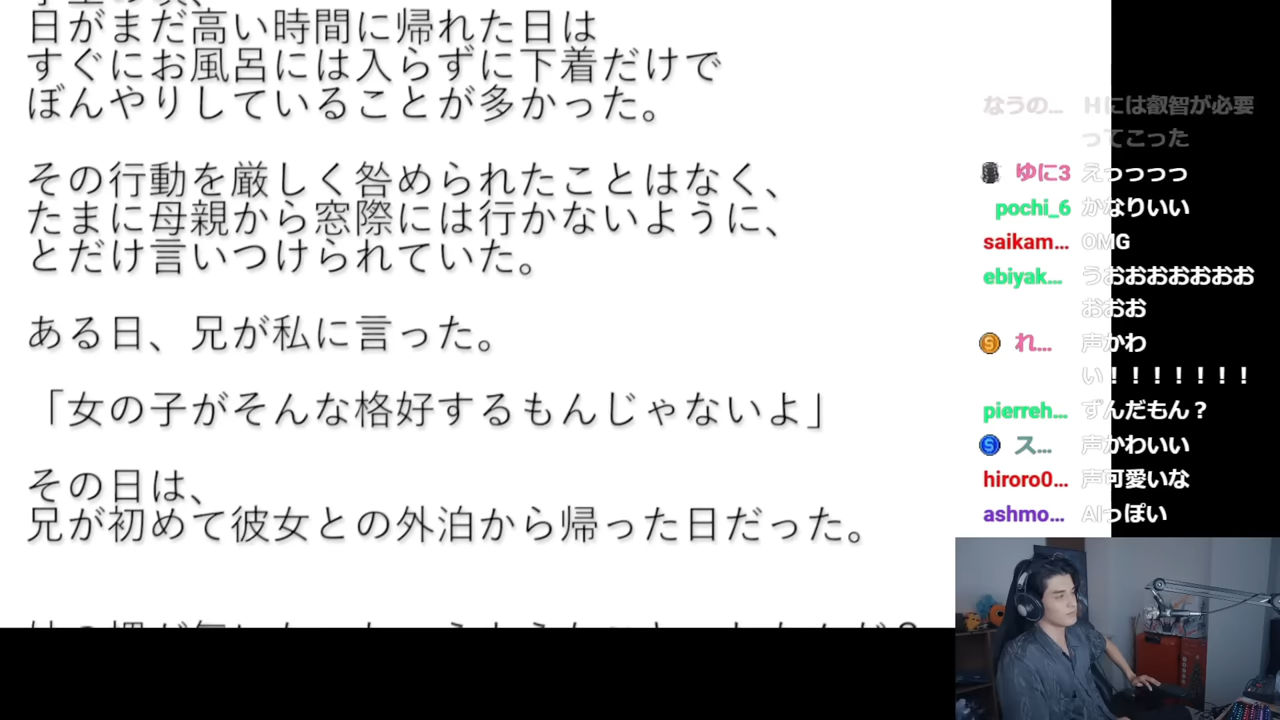 日がまだ高い時間に帰れた日は
すぐにお風呂には入らずに下着だけで
ぼんやりしていることが多かった。
その行動を厳しく咎められたことはなく、
たまに母親から窓際には行かないように、
とだけ言いつけられていた。
ある日、兄が私に言った。
「女の子がそんな格好するもんじゃないよ」
その日は、
兄が初めて彼女との外泊から帰った日だった。
なうの… Hには叡智が必要
ってこった
ゆに3 えっっっっ
pochi_6 かなりいい
saikam… OMG
ebiyak… うおおおおおおお
おおお
れ… 声かわ
い！！！！！！！
pierreh… ずんだもん？
ス… 声かわいい
hiroro0… 声可愛いな
ashmo… AIっぽい